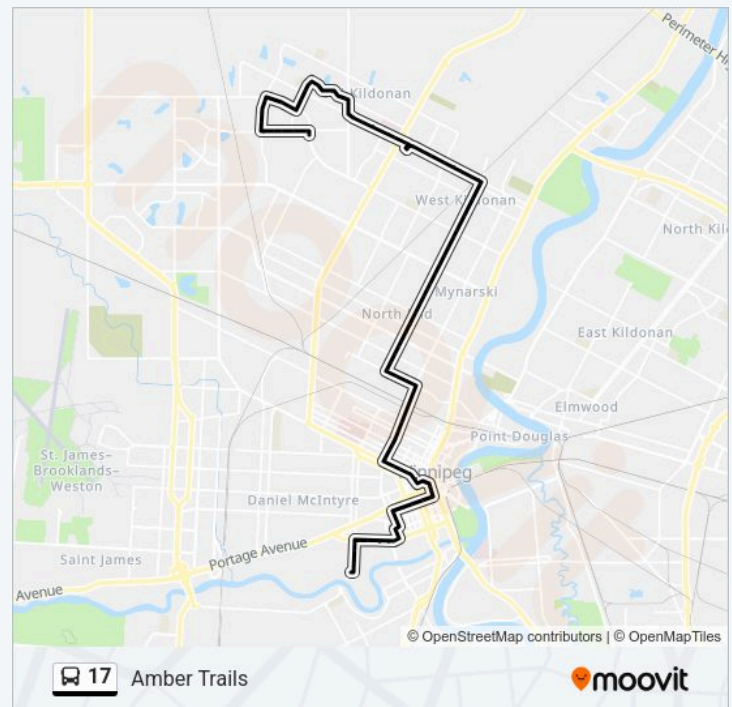 Perimeter Hi
Kildonan
West Kildonan
North Kil
Mynarski
North End
East Kildonan
Elmwood
Point Douglas
St. James–
Brooklands–
Weston
Winnipeg
Daniel McIntyre
Portage Avenue
Saint James
Avenue
© OpenStreetMap contributors | © OpenMapTiles
17 Amber Trails
moovit